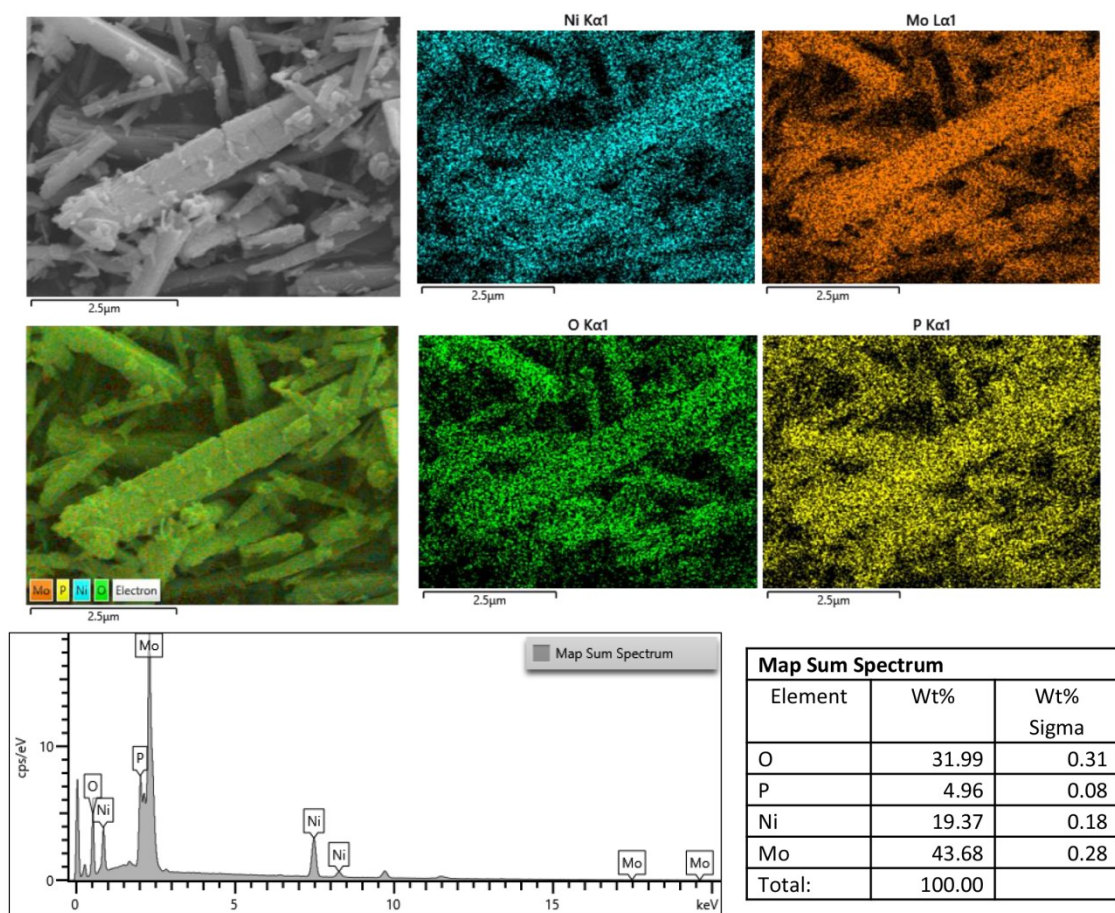 Ni Kα1
Mo Lα1
2.5μm
2.5μm
2.5μm
O Kα1
P Kα1
Mo P Ni O Electron
2.5μm
2.5μm
2.5μm
Map Sum Spectrum
cps/eV
10
0
Mo
P
O
Ni
Ni
Ni
Mo
Mo
0 5 10 15 keV
Map Sum Spectrum
Element Wt% Wt% Sigma
O 31.99 0.31
P 4.96 0.08
Ni 19.37 0.18
Mo 43.68 0.28
Total: 100.00